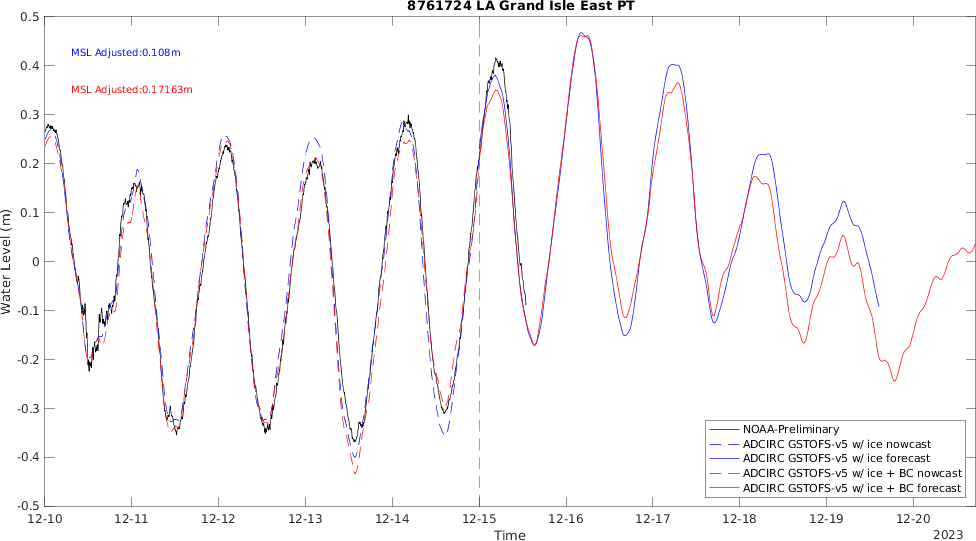 8761724 LA Grand Isle East PT
MSL Adjusted:0.108m
MSL Adjusted:0.17163m
Water Level (m)
0.5
0.4
0.3
0.2
0.1
0
-0.1
-0.2
-0.3
-0.4
-0.5
NOAA-Preliminary
ADCIRC GSTOFS-v5 w/ ice nowcast
ADCIRC GSTOFS-v5 w/ ice forecast
ADCIRC GSTOFS-v5 w/ ice + BC nowcast
ADCIRC GSTOFS-v5 w/ ice + BC forecast
12-10 12-11 12-12 12-13 12-14 12-15 12-16 12-17 12-18 12-19 12-20
Time
2023